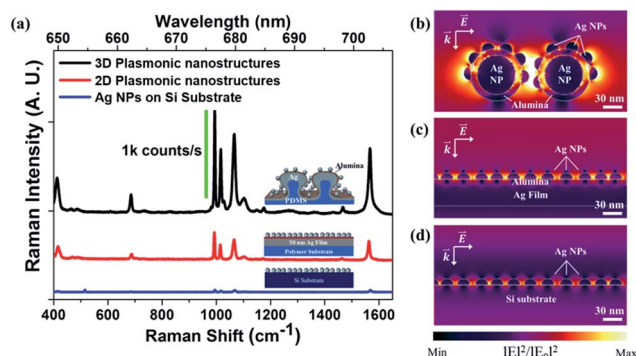 (a)
Wavelength (nm)
650 660 670 680 690 700
3D Plasmonic nanostructures
2D Plasmonic nanostructures
Ag NPs on Si Substrate
Raman Intensity (A. U.)
1k counts/s
Alumina
Ag
PDMS
50 nm Ag Film
Polymer Substrate
Si Substrate
400 600 800 1000 1200 1400 1600
Raman Shift (cm-1)
(b)
E
k
Ag NPs
Ag NP
Ag NP
Alumina
30 nm
(c)
E
k
Ag NPs
Alumina
Ag Film
30 nm
(d)
E
k
Ag NPs
Si substrate
30 nm
Min |E|²/|E₀|² Max